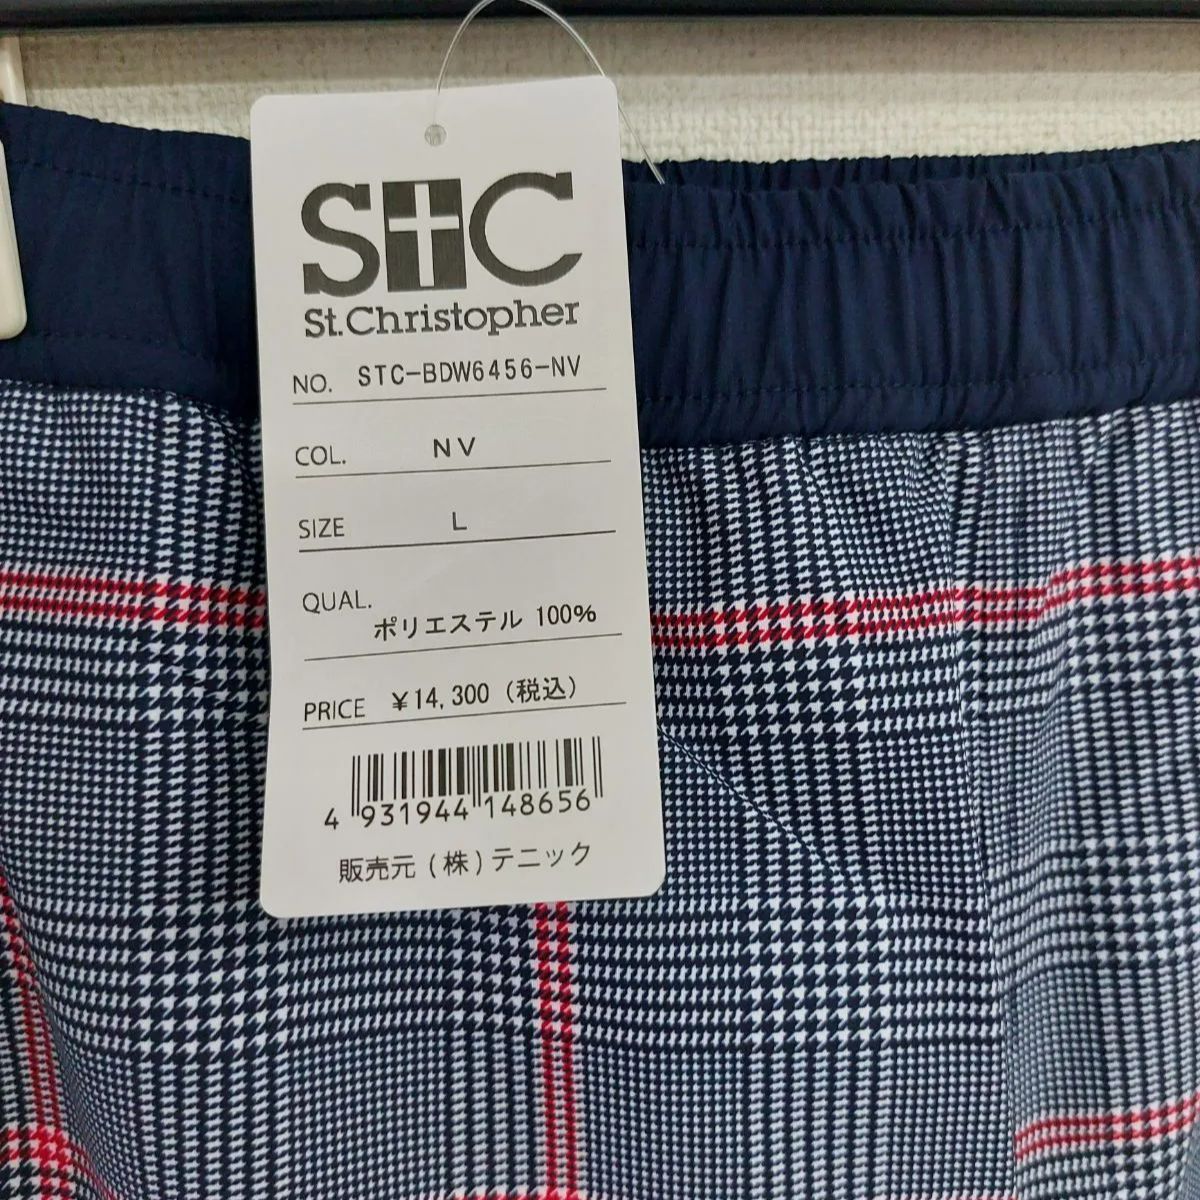 STC
St.Christopher
NO. STC-BDW6456-NV
COL. NV
SIZE L
QUAL.
ポリエステル 100%
PRICE ¥14,300 (税込)
4 931944 148656
販売元 (株)テニック